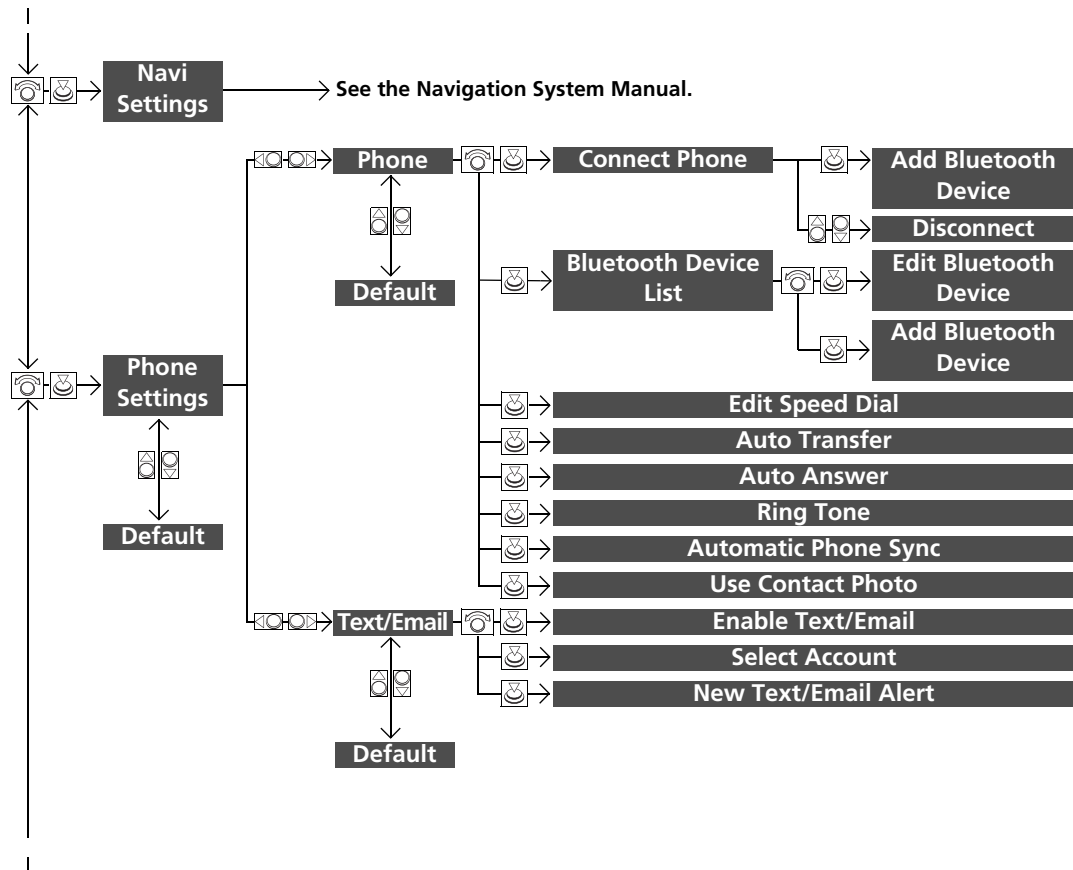 Navi
Settings
See the Navigation System Manual.
Phone
Connect Phone
Add Bluetooth
Device
Disconnect
Default
Bluetooth Device
List
Edit Bluetooth
Device
Add Bluetooth
Device
Phone
Settings
Default
Edit Speed Dial
Auto Transfer
Auto Answer
Ring Tone
Automatic Phone Sync
Use Contact Photo
Text/Email
Enable Text/Email
Select Account
New Text/Email Alert
Default